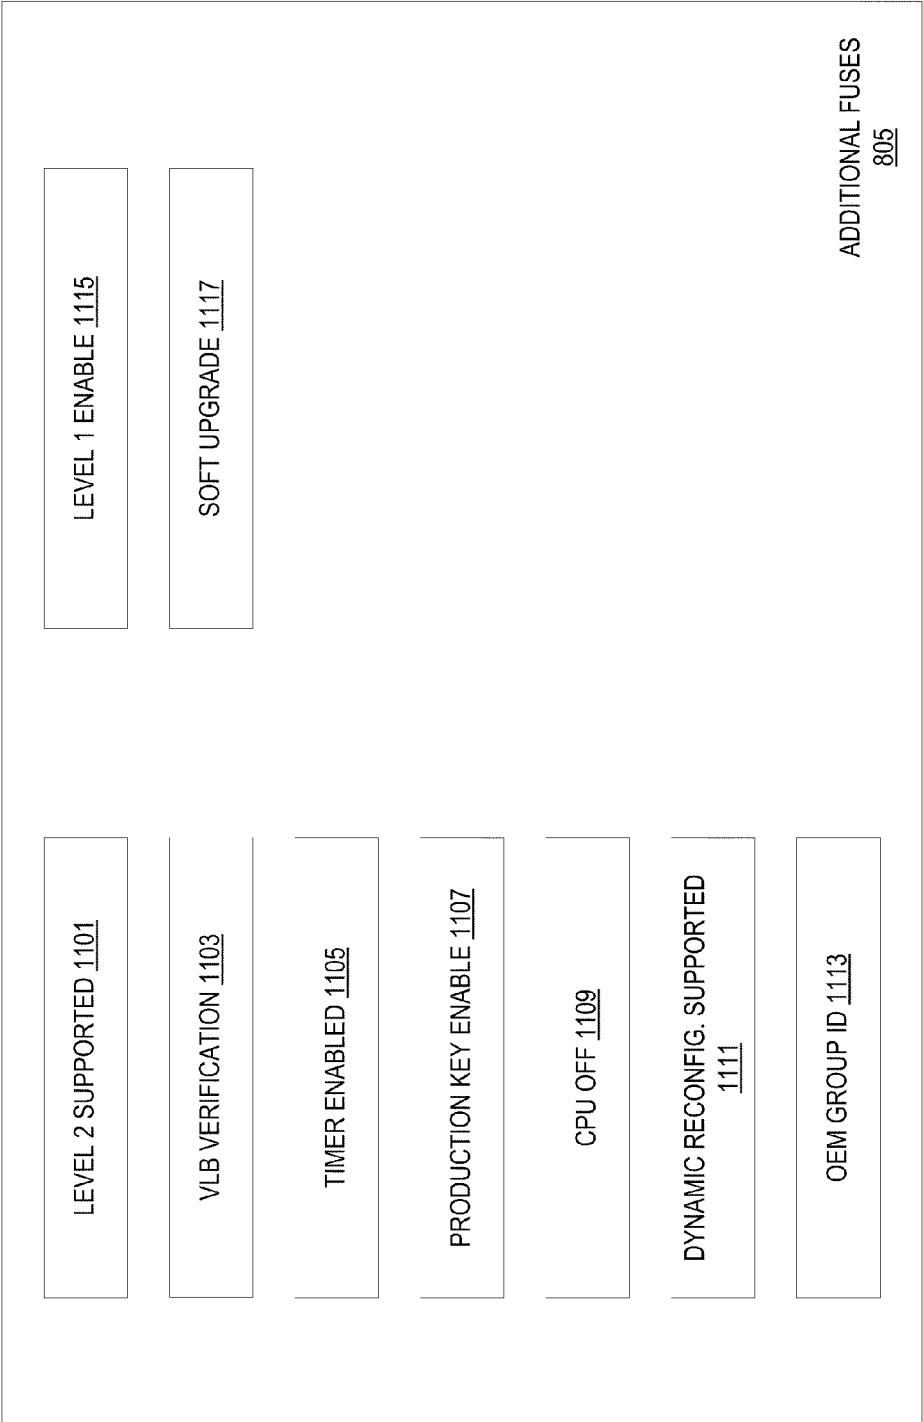 LEVEL 2 SUPPORTED 1101
VLB VERIFICATION 1103
TIMER ENABLED 1105
PRODUCTION KEY ENABLE 1107
CPU OFF 1109
DYNAMIC RECONFIG. SUPPORTED
1111
OEM GROUP ID 1113
LEVEL 1 ENABLE 1115
SOFT UPGRADE 1117
ADDITIONAL FUSES
805